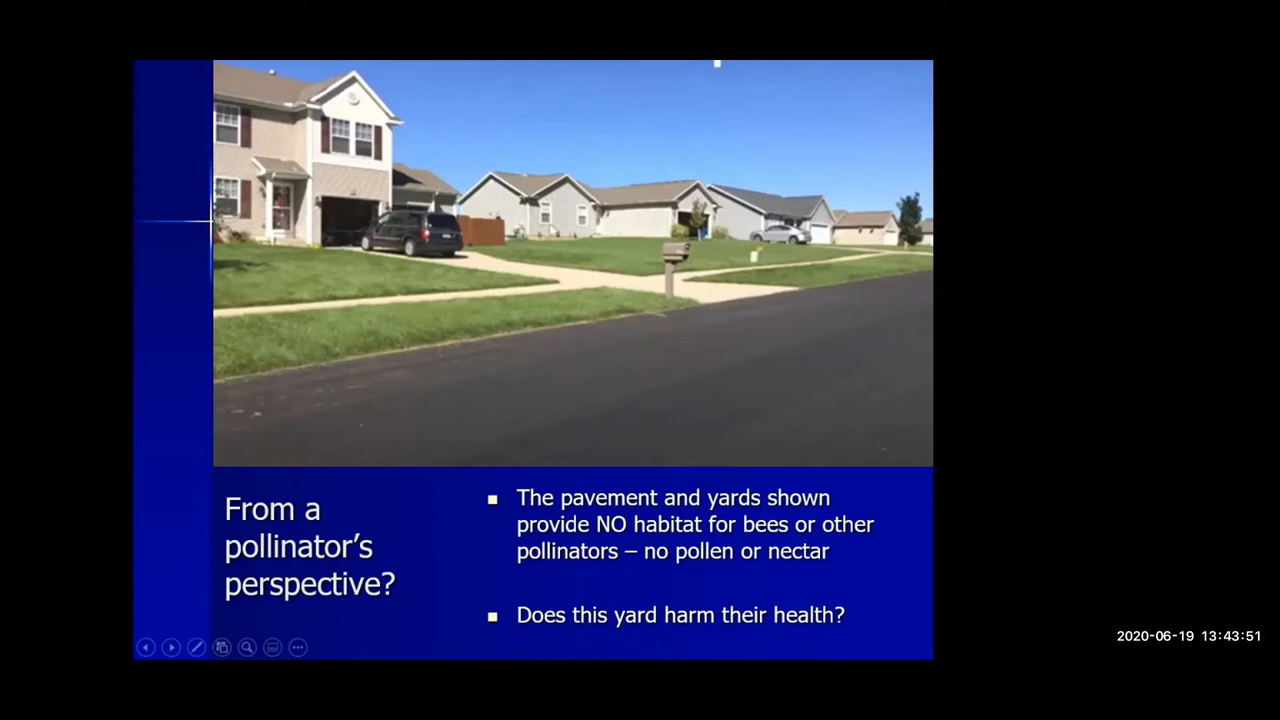 From a
pollinator’s
perspective?
■ The pavement and yards shown
provide NO habitat for bees or other
pollinators – no pollen or nectar
■ Does this yard harm their health?
2020-06-19 13:43:51